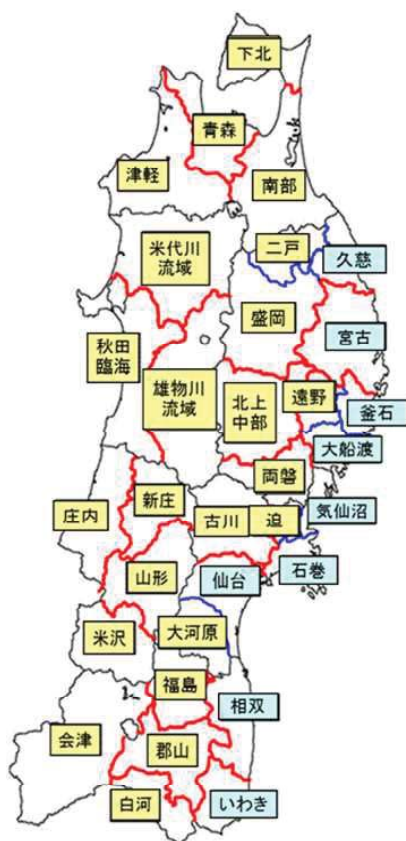 下北
青森
津軽
南部
米代川
流域
二戸
久慈
盛岡
宮古
秋田
臨海
雄物川
流域
北上
中部
遠野
釜石
大船渡
両磐
新庄
庄内
古川
迫
気仙沼
山形
仙台
石巻
米沢
大河原
福島
相双
会津
郡山
白河
いわき